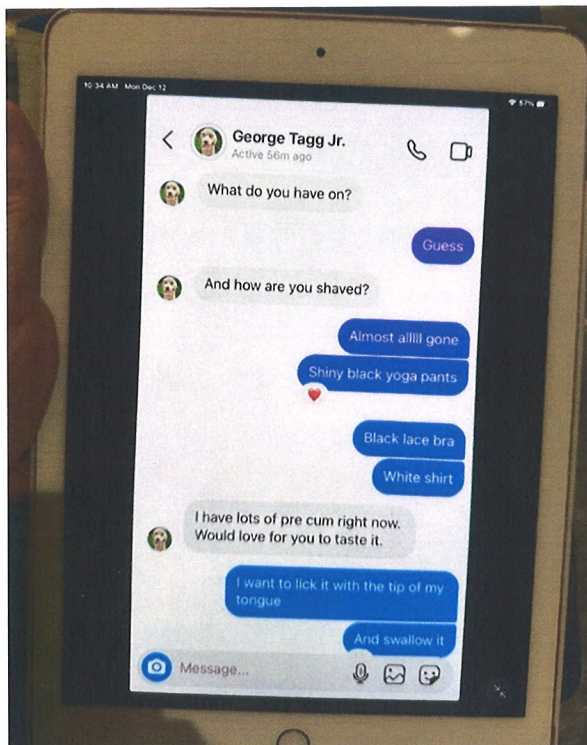 10:34 AM Mon Dec 12
57%
George Tagg Jr.
Active 56m ago
What do you have on?
Guess
And how are you shaved?
Almost alllll gone
Shiny black yoga pants
Black lace bra
White shirt
I have lots of pre cum right now.
Would love for you to taste it.
I want to lick it with the tip of my
tongue
And swallow it
Message...